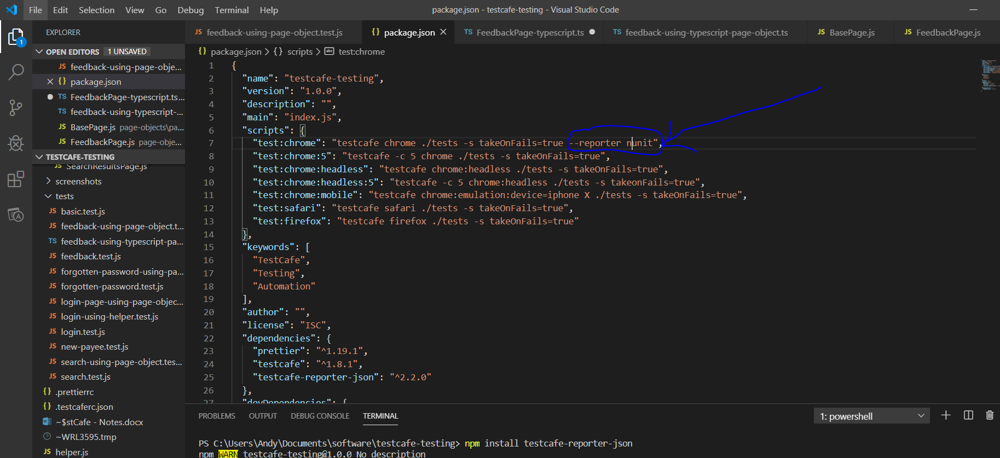 File Edit Selection View Go Debug Terminal Help
package.json - testcafe-testing - Visual Studio Code
EXPLORER
1
OPEN EDITORS 1 UNSAVED
JS feedback-using-page-obje...
{} package.json
TS FeedbackPage-typescript.ts...
TS feedback-using-typescript-...
JS BasePage.js page-objects\pa...
JS FeedbackPage.js page-obje...
TESTCAFE-TESTING
JS SearchResultsPage.js
screenshots
tests
JS basic.test.js
JS feedback-using-page-object.t...
TS feedback-using-typescript-pa...
JS feedback.test.js
JS forgotten-password-using-pa...
JS forgotten-password.test.js
JS login-page-using-page-objec...
JS login-using-helper.test.js
JS login.test.js
JS new-payee.test.js
JS search-using-page-object.tes...
JS search.test.js
{} .prettierrc
{} .testcaferc.json
~$stCafe - Notes.docx
~WRL3595.tmp
JS helper.js
JS feedback-using-page-object.test.js {} package.json TS FeedbackPage-typescript.ts TS feedback-using-typescript-page-object.ts JS BasePage.js JS FeedbackPage.js
{} package.json {} scripts abc test:chrome
1 {
2 "name": "testcafe-testing",
3 "version": "1.0.0",
4 "description": "",
5 "main": "index.js",
6 "scripts": {
7 "test:chrome": "testcafe chrome ./tests -s takeOnFails=true --reporter nunit",
8 "test:chrome:5": "testcafe -c 5 chrome ./tests -s takeOnFails=true",
9 "test:chrome:headless": "testcafe chrome:headless ./tests -s takeOnFails=true",
10 "test:chrome:headless:5": "testcafe -c 5 chrome:headless ./tests -s takeonFails=true",
11 "test:chrome:mobile": "testcafe chrome:emulation:device=iphone X ./tests -s takeOnFails=true",
12 "test:safari": "testcafe safari ./tests -s takeOnFails=true",
13 "test:firefox": "testcafe firefox ./tests -s takeOnFails=true"
14 },
15 "keywords": [
16 "TestCafe",
17 "Testing",
18 "Automation"
19 ],
20 "author": "",
21 "license": "ISC",
22 "dependencies": {
23 "prettier": "^1.19.1",
24 "testcafe": "^1.8.1",
25 "testcafe-reporter-json": "^2.2.0"
26 },
27 "devDependencies": {
PROBLEMS OUTPUT DEBUG CONSOLE TERMINAL
1: powershell
PS C:\Users\Andy\Documents\software\testcafe-testing> npm install testcafe-reporter-json
npm WARN testcafe-testing@1.0.0 No description